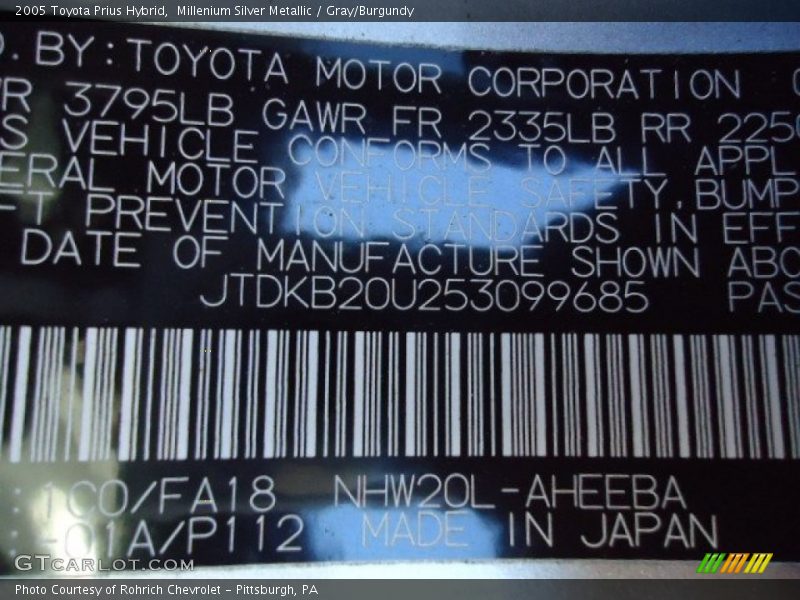 2005 Toyota Prius Hybrid,  Millenium Silver Metallic / Gray/Burgundy
D. BY: TOYOTA MOTOR CORPORATION
WR 3795LB GAWR FR 2335LB RR 2250
S VEHICLE CONFORMS TO ALL APPL
ERAL MOTOR VEHICLE SAFETY, BUMP
FT PREVENTION STANDARDS IN EFF
DATE OF MANUFACTURE SHOWN ABO
JTDKB20U253099685 PAS
: 1C0/FA18 NHW20L-AHEEBA
: -01A/P112 MADE IN JAPAN
GTCARLOT.COM
Photo Courtesy of Rohrich Chevrolet – Pittsburgh, PA